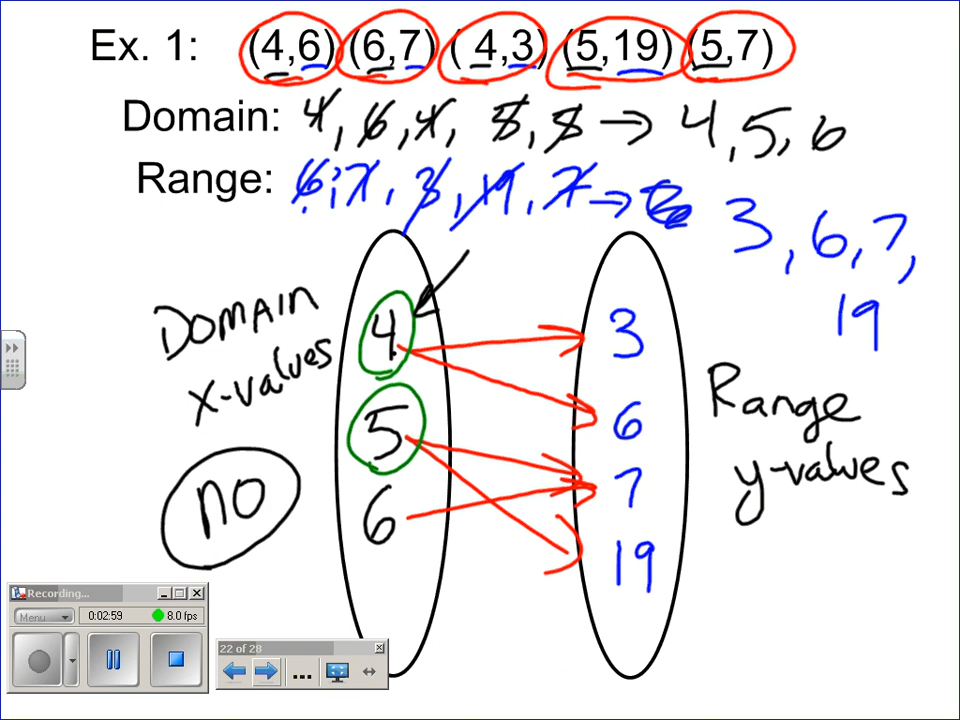 Ex. 1: (4,6) (6,7) ( 4,3) (5,19) (5,7)
Domain: 4, 6, 4, 5, 5 → 4, 5, 6
Range: 6, 7, 3, 19, 7 → 3, 6, 7,
19
DOMAIN
x-values
4
5
6
3
6
7
19
Range
y-values
no
Recording...
Menu 0:02:59 8.0 fps
22 of 28
...